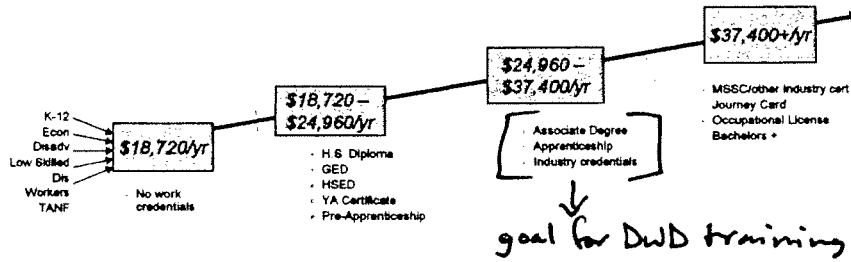 $37,400+/yr
$24,960 –
$37,400/yr
$18,720 –
$24,960/yr
$18,720/yr
K-12
Econ
Disadv
Low Skilled
Dis
Workers
TANF
· No work
credentials
· H.S. Diploma
· GED
· HSED
· YA Certificate
· Pre-Apprenticeship
· Associate Degree
· Apprenticeship
· Industry credentials
· MSSC/other industry cert
Journey Card
· Occupational License
Bachelors +
goal for DWD training